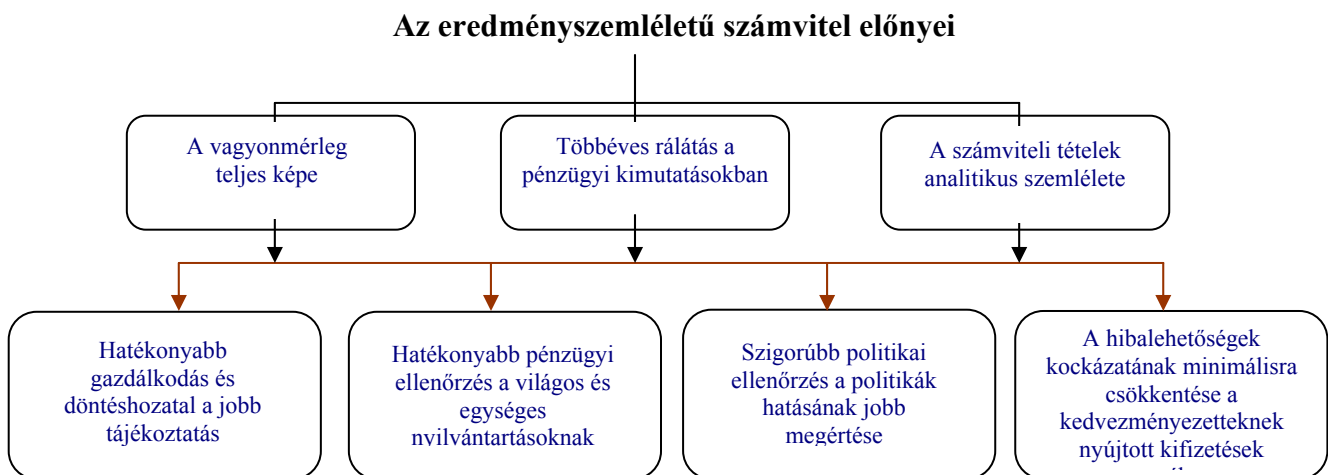 Az eredményszemléletű számvitel előnyei
A vagyonmérleg
teljes képe
Többéves rálátás a
pénzügyi kimutatásokban
A számviteli tételek
analitikus szemlélete
Hatékonyabb
gazdálkodás és
döntéshozatal a jobb
tájékoztatás
Hatékonyabb pénzügyi
ellenőrzés a világos és
egységes
nyilvántartásoknak
Szigorúbb politikai
ellenőrzés a politikák
hatásának jobb
megértése
A hibalehetőségek
kockázatának minimálisra
csökkentése a
kedvezményezetteknek
nyújtott kifizetések